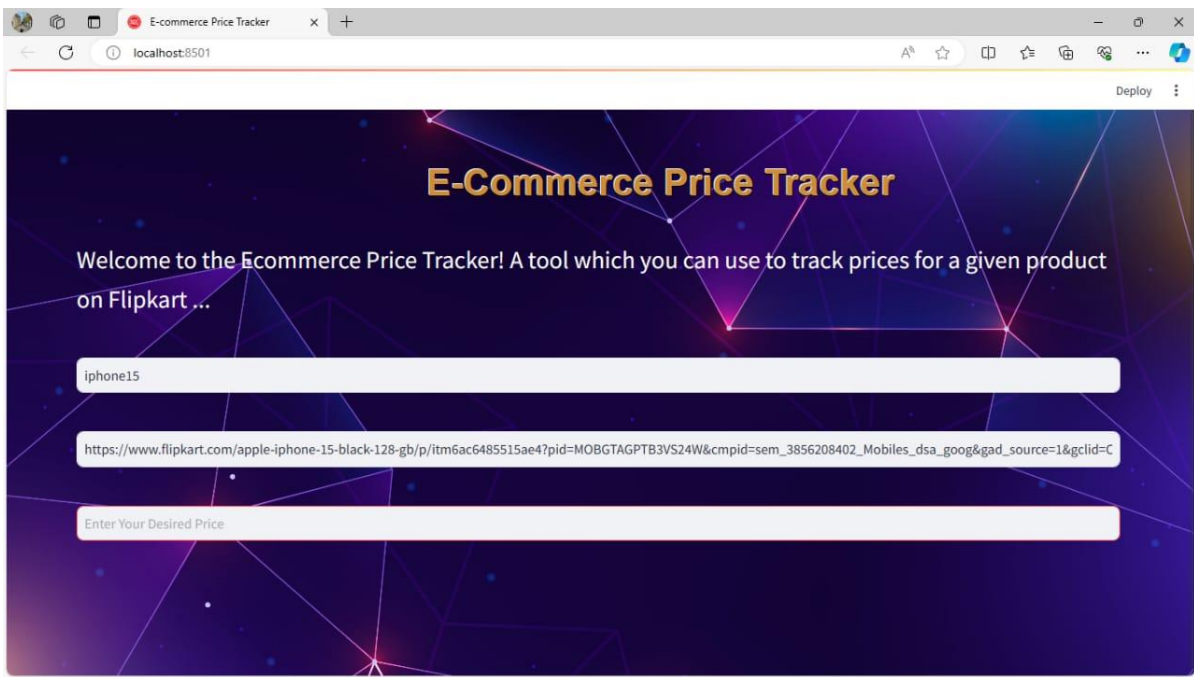 E-commerce Price Tracker
localhost:8501
Deploy
E-Commerce Price Tracker
Welcome to the Ecommerce Price Tracker! A tool which you can use to track prices for a given product
on Flipkart ...
iphone15
https://www.flipkart.com/apple-iphone-15-black-128-gb/p/itm6ac6485515ae4?pid=MOBGTAGPTB3VS24W&cmpid=sem_3856208402_Mobiles_dsa_goog&gad_source=1&gclid=C
Enter Your Desired Price